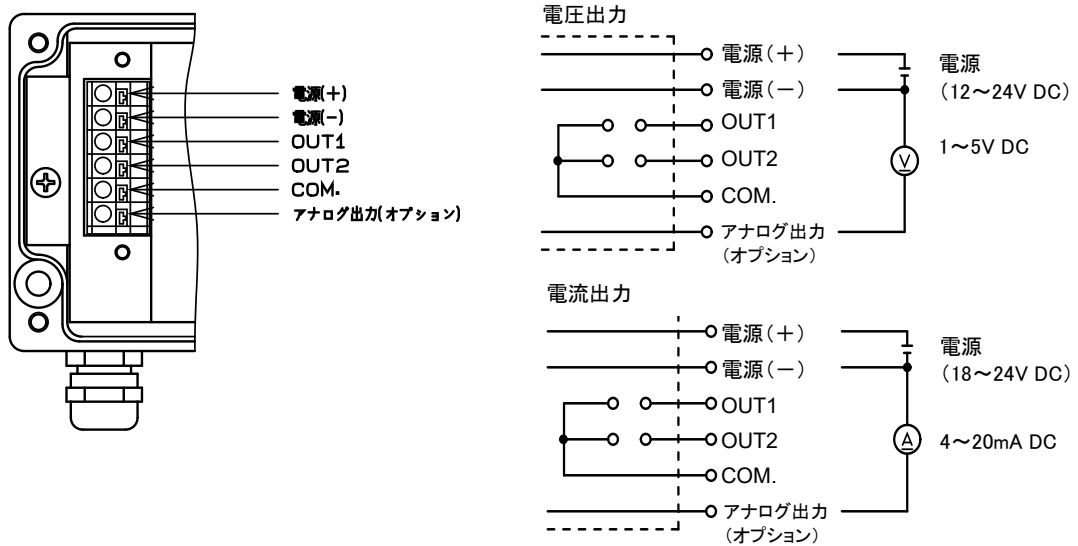 電源(+)
電源(-)
OUT1
OUT2
COM.
アナログ出力(オプション)
電圧出力
電源(＋)
電源(－)
OUT1
OUT2
COM.
アナログ出力
(オプション)
電源
(12～24V DC)
V
1～5V DC
電流出力
電源(＋)
電源(－)
OUT1
OUT2
COM.
アナログ出力
(オプション)
電源
(18～24V DC)
A
4～20mA DC